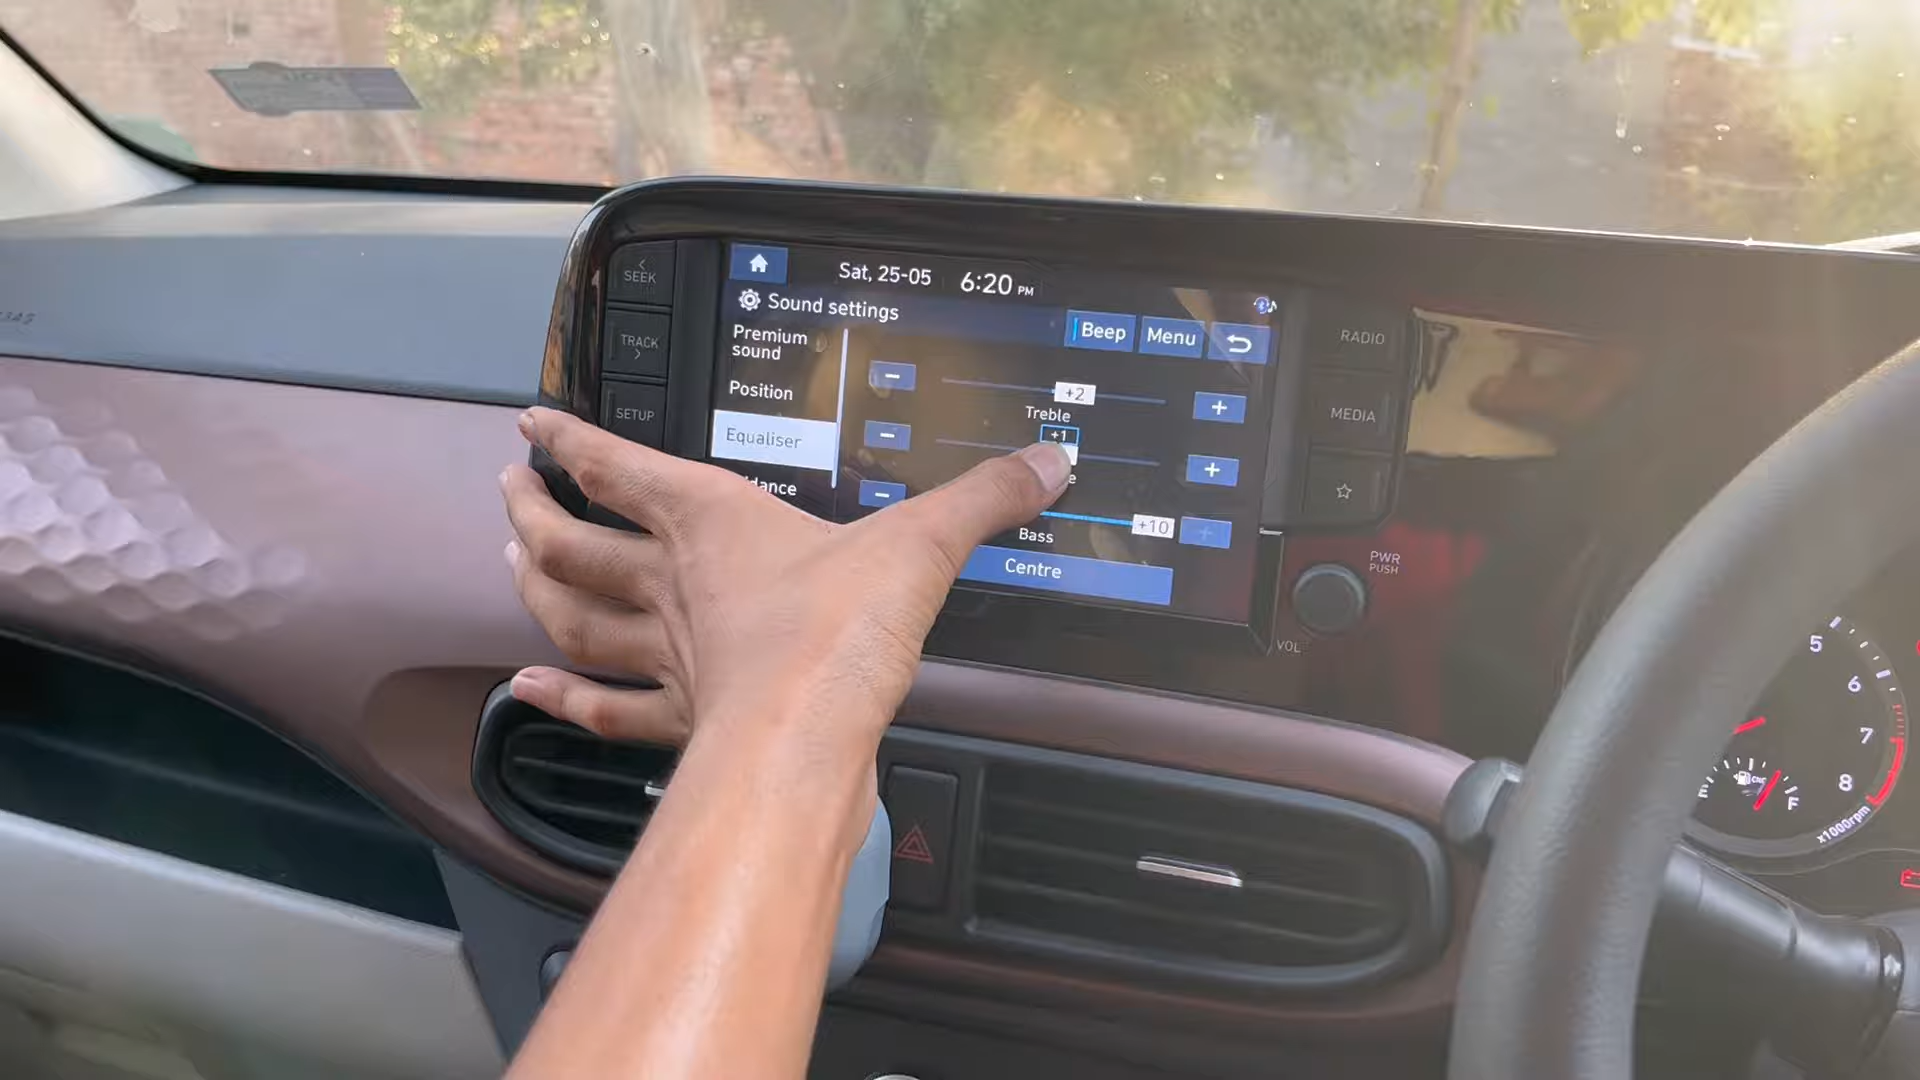 SEEK
TRACK
SETUP
Sat, 25-05 6:20 PM
Sound settings
Beep
Menu
Premium
sound
Position
Equaliser
dance
+2
Treble
+1
e
+10
Bass
Centre
RADIO
MEDIA
PWR
PUSH
VOL
5
6
7
8
x1000rpm
E
F